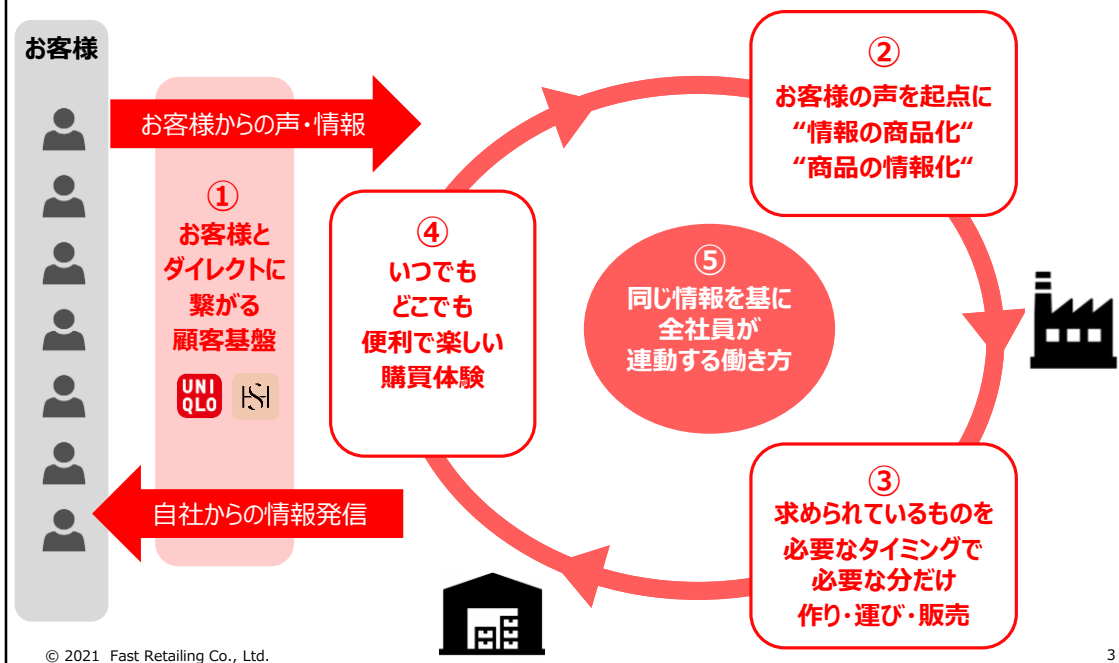 お客様
お客様からの声・情報
①
お客様と
ダイレクトに
繋がる
顧客基盤
UNI
QLO
自社からの情報発信
②
お客様の声を起点に
“情報の商品化“
“商品の情報化“
③
求められているものを
必要なタイミングで
必要な分だけ
作り・運び・販売
④
いつでも
どこでも
便利で楽しい
購買体験
⑤
同じ情報を基に
全社員が
連動する働き方
© 2021 Fast Retailing Co., Ltd.
3